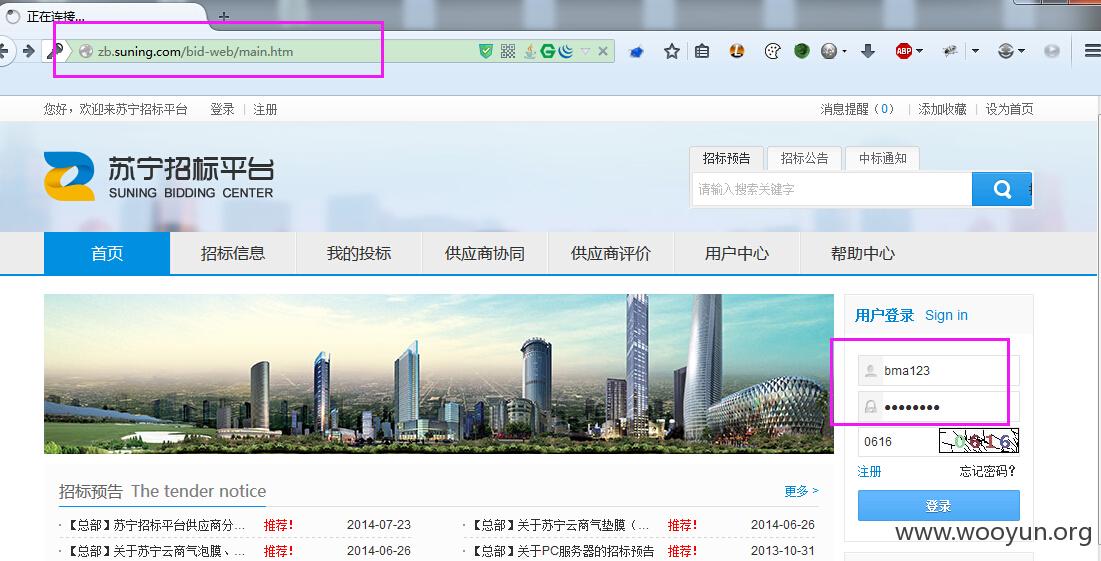 正在连接...
zb.suning.com/bid-web/main.htm
ABP
您好，欢迎来苏宁招标平台 登录 | 注册 消息提醒（0） | 添加收藏 | 设为首页
苏宁招标平台
SUNING BIDDING CENTER
招标预告 招标公告 中标通知
请输入搜索关键字
首页 招标信息 我的投标 供应商协同 供应商评价 用户中心 帮助中心
用户登录 Sign in
bma123
●●●●●●●●
0616 0616
注册 忘记密码?
登录
招标预告 The tender notice 更多 >
· 【总部】苏宁招标平台供应商分... 推荐! 2014-07-23
· 【总部】关于苏宁云商气垫膜（... 推荐! 2014-06-26
· 【总部】关于苏宁云商气泡膜、... 推荐! 2014-06-26
· 【总部】关于PC服务器的招标预告 推荐! 2013-10-31
www.wooyun.org